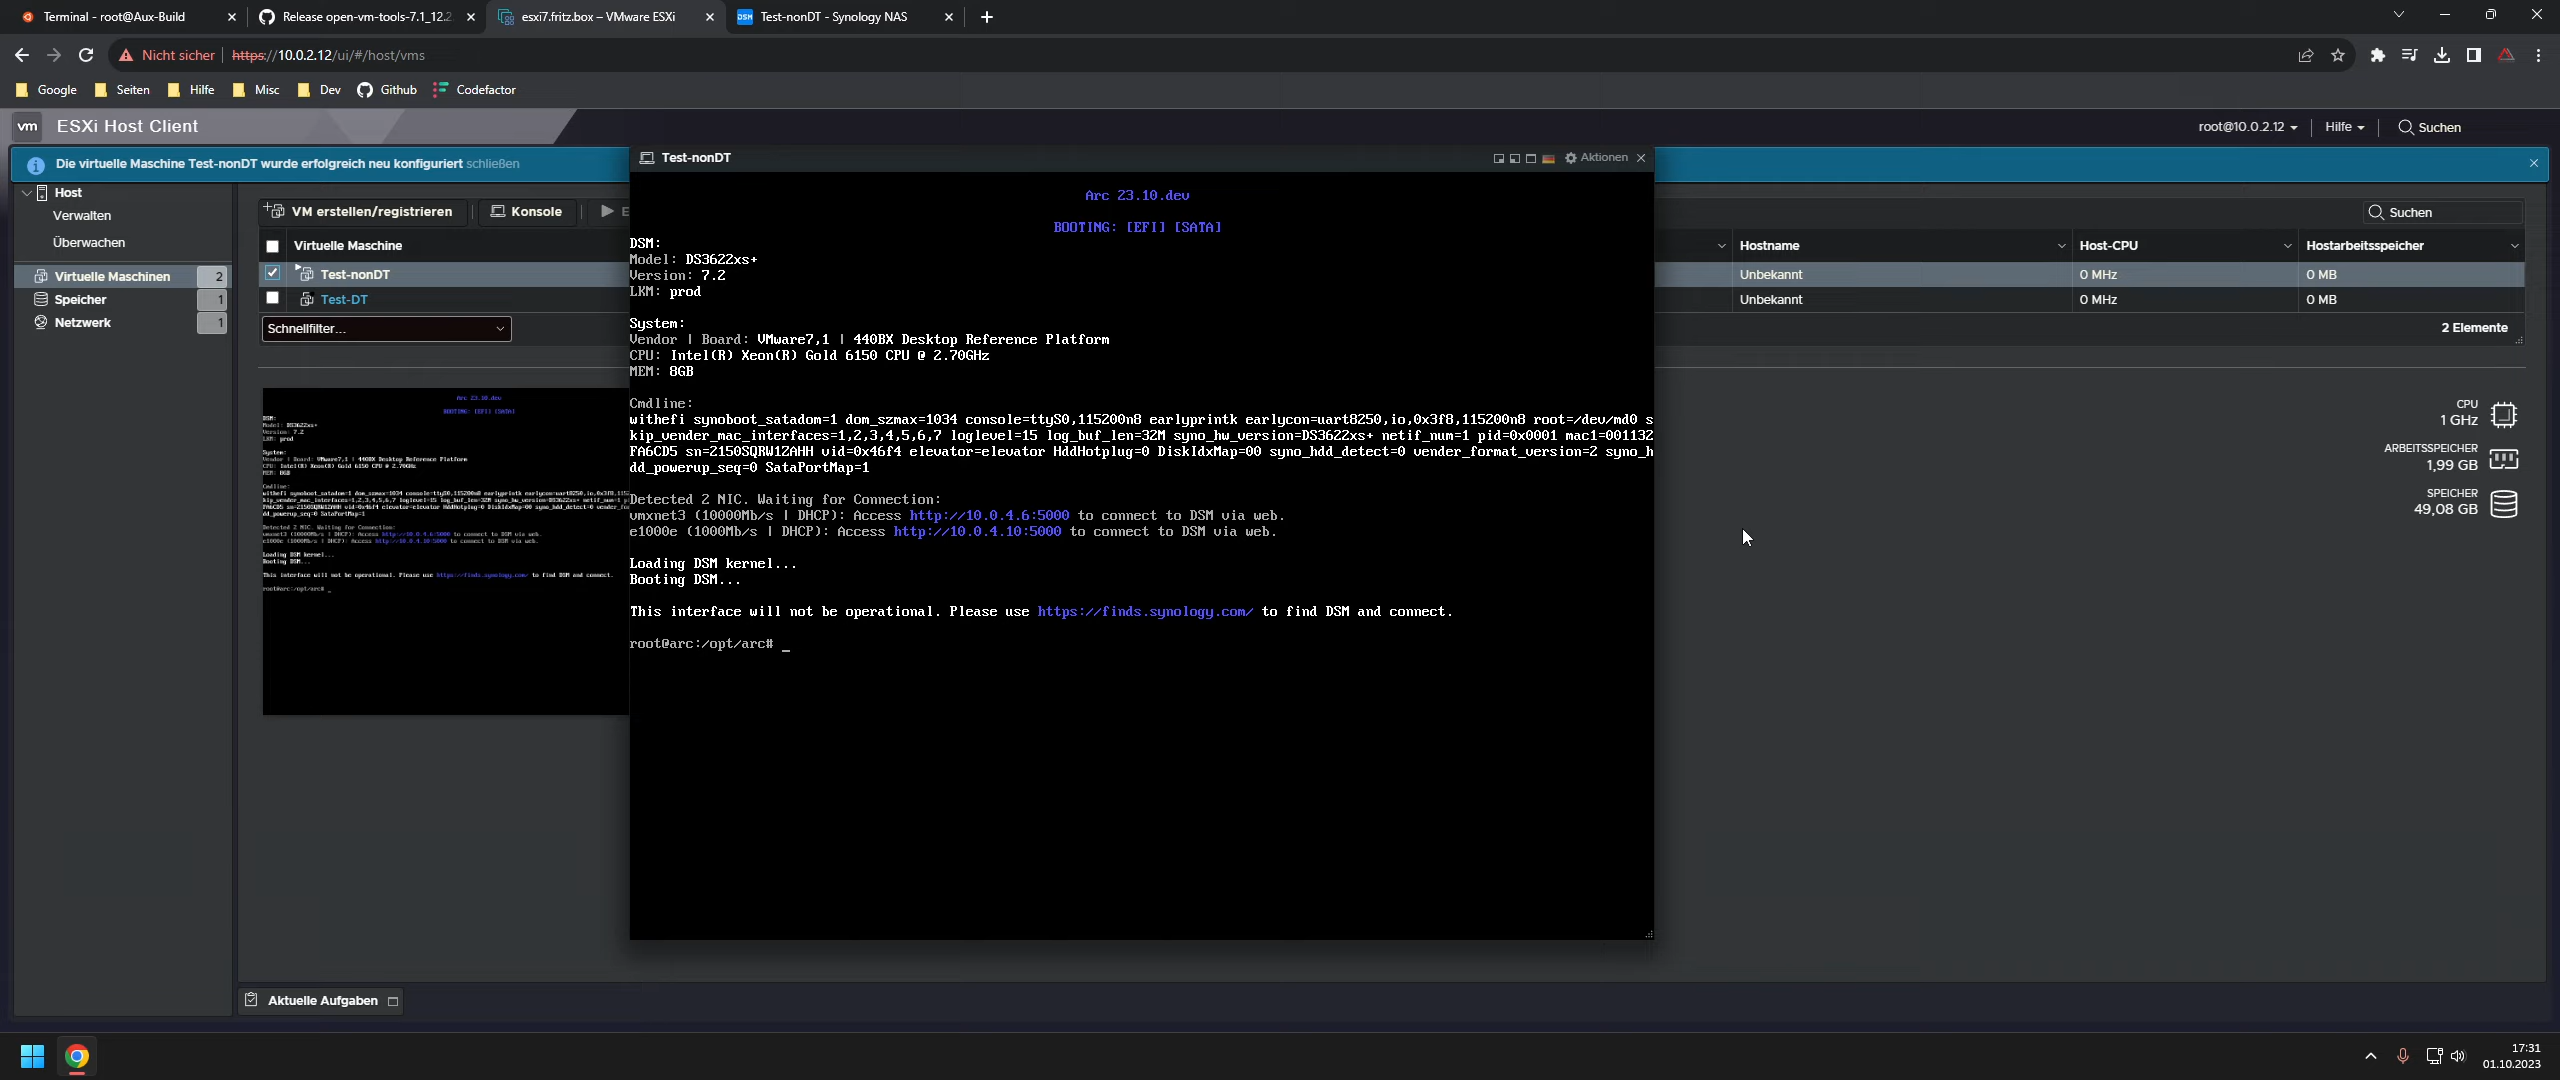 Terminal - root@Aux-Build
Release open-vm-tools-7.1_12.2
esxi7.fritz.box – VMware ESXi
Test-nonDT - Synology NAS
Nicht sicher
https://10.0.2.12/ui/#/host/vms
Google
Seiten
Hilfe
Misc
Dev
Github
Codefactor
vm
ESXi Host Client
root@10.0.2.12
Hilfe
Suchen
Die virtuelle Maschine Test-nonDT wurde erfolgreich neu konfiguriert schließen
Host
Verwalten
Überwachen
Virtuelle Maschinen
2
Speicher
1
Netzwerk
1
VM erstellen/registrieren
Konsole
E
Suchen
Virtuelle Maschine
Hostname
Host-CPU
Hostarbeitsspeicher
Test-nonDT
Unbekannt
0 MHz
0 MB
Test-DT
Unbekannt
0 MHz
0 MB
Schnellfilter...
2 Elemente
CPU
1 GHz
ARBEITSSPEICHER
1,99 GB
SPEICHER
49,08 GB
Test-nonDT
Aktionen
Arc 23.10.dev
BOOTING: [EFI] [SATA]
DSM:
Model: DS3622xs+
Version: 7.2
LKM: prod
System:
Vendor | Board: VMware7,1 | 440BX Desktop Reference Platform
CPU: Intel(R) Xeon(R) Gold 6150 CPU @ 2.70GHz
MEM: 8GB
Cmdline:
withefi synoboot_satadom=1 dom_szmax=1034 console=ttyS0,115200n8 earlyprintk earlycon=uart8250,io,0x3f8,115200n8 root=/dev/md0 s
kip_vender_mac_interfaces=1,2,3,4,5,6,7 loglevel=15 log_buf_len=32M syno_hw_version=DS3622xs+ netif_num=1 pid=0x0001 mac1=001132
FA6CD5 sn=2150SQRW1ZAHH vid=0x46f4 elevator=elevator HddHotplug=0 DiskIdxMap=00 syno_hdd_detect=0 vender_format_version=2 syno_h
dd_powerup_seq=0 SataPortMap=1
Detected 2 NIC. Waiting for Connection:
vmxnet3 (10000Mb/s | DHCP): Access http://10.0.4.6:5000 to connect to DSM via web.
e1000e (1000Mb/s | DHCP): Access http://10.0.4.10:5000 to connect to DSM via web.
Loading DSM kernel...
Booting DSM...
This interface will not be operational. Please use https://finds.synology.com/ to find DSM and connect.
root@arc:/opt/arc# _
Aktuelle Aufgaben
17:31
01.10.2023